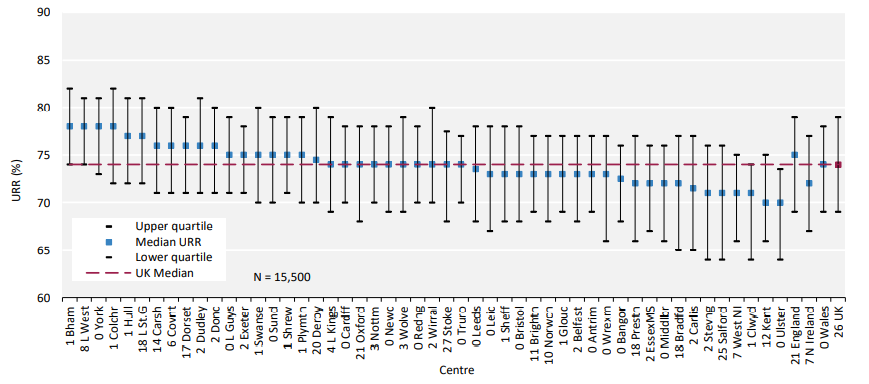 90
85
80
75
70
65
60
URR (%)
Upper quartile
Median URR
Lower quartile
UK Median
N = 15,500
1 Bham
8 L West
0 York
1 Colchr
1 Hull
18 L St.G
14 Carsh
6 Covnt
17 Dorset
2 Dudley
2 Donc
0 L Guys
2 Exeter
1 Swanse
0 Sund
1 Shrew
1 Plymth
20 Derby
4 L Kings
0 Cardff
21 Oxford
3 Nottm
0 Newc
3 Wolve
0 Redng
2 Wirral
27 Stoke
0 Truro
0 Leeds
0 Leic
1 Sheff
0 Bristol
11 Brightn
10 Norwch
1 Glouc
2 Belfast
0 Antrim
0 Wrexm
0 Bangor
18 Prestn
2 EssexMS
0 Middlbr
18 Bradfd
2 Carlis
2 Stevng
25 Salford
7 West NI
1 Clwyd
12 Kent
0 Ulster
21 England
7 N Ireland
0 Wales
26 UK
Centre